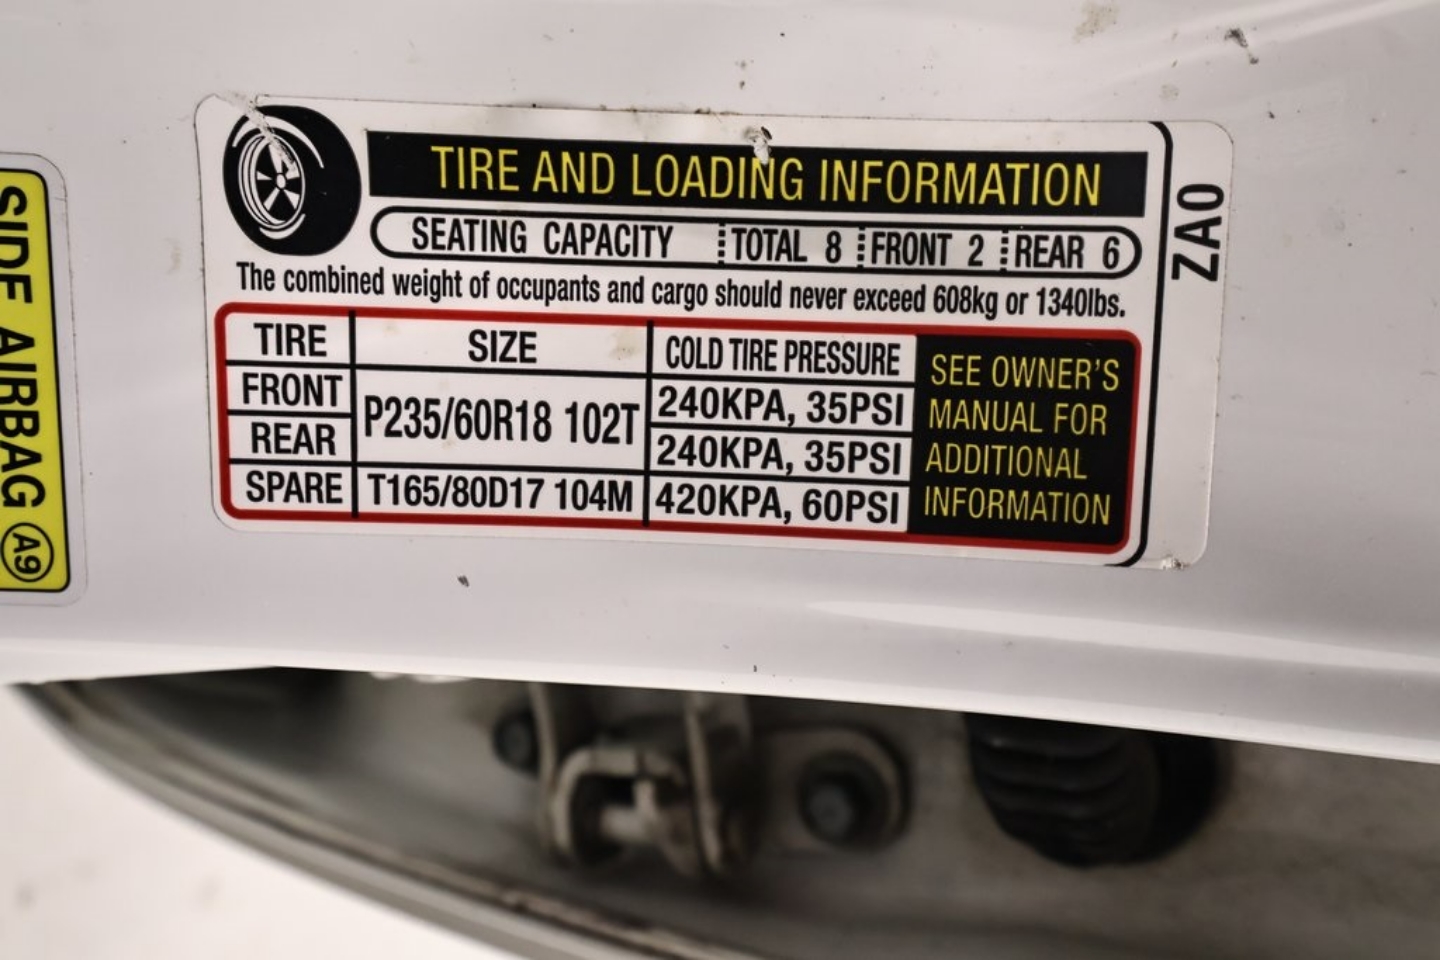 SIDE AIRBAG A9
TIRE AND LOADING INFORMATION
SEATING CAPACITY TOTAL 8 FRONT 2 REAR 6
The combined weight of occupants and cargo should never exceed 608kg or 1340lbs.
TIRE SIZE COLD TIRE PRESSURE
FRONT P235/60R18 102T 240KPA, 35PSI
REAR 240KPA, 35PSI
SPARE T165/80D17 104M 420KPA, 60PSI
SEE OWNER'S
MANUAL FOR
ADDITIONAL
INFORMATION
ZA0